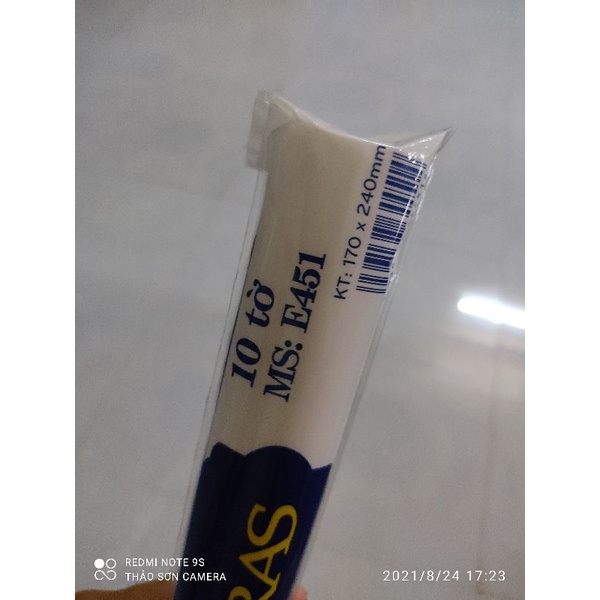 10 tờ
MS: E451
KT: 170 x 240mm
RAS
REDMI NOTE 9S
THẢO SƠN CAMERA
2021/8/24 17:23